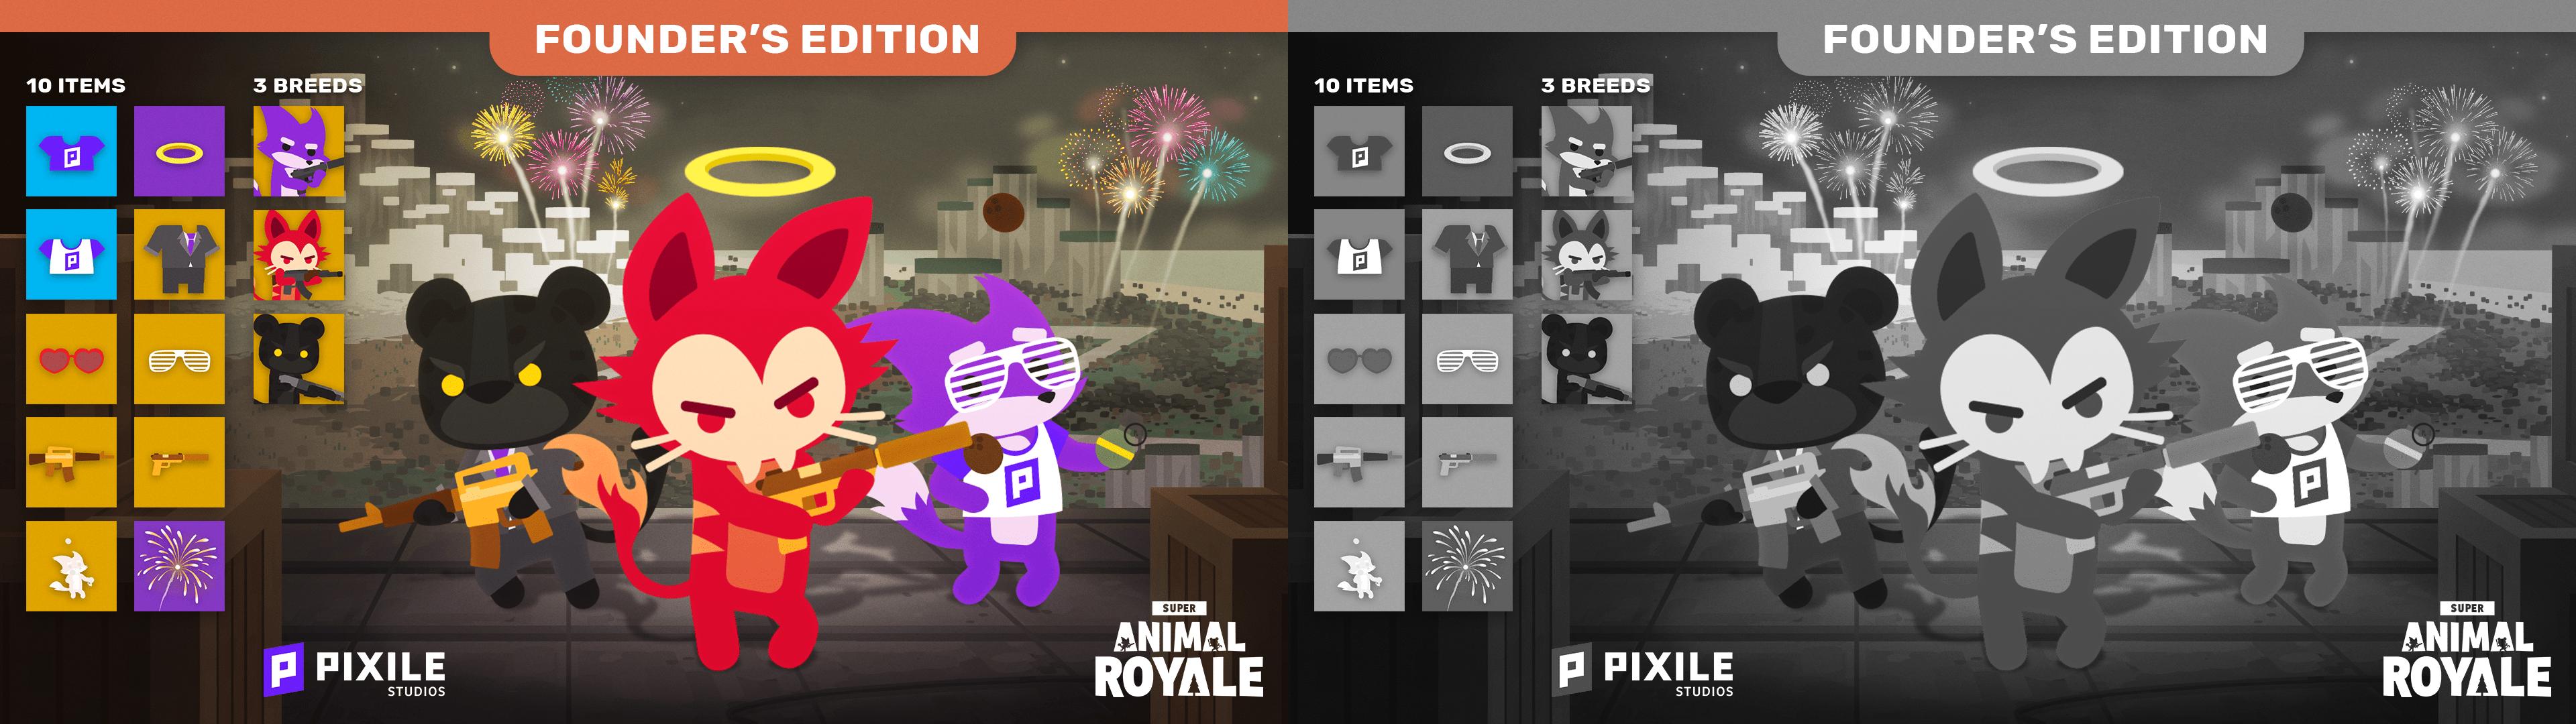 FOUNDER'S EDITION
10 ITEMS
3 BREEDS
P
P
P
P PIXILE
STUDIOS
SUPER
ANIMAL
ROYALE
FOUNDER'S EDITION
10 ITEMS
3 BREEDS
P
P
P
P PIXILE
STUDIOS
SUPER
ANIMAL
ROYALE